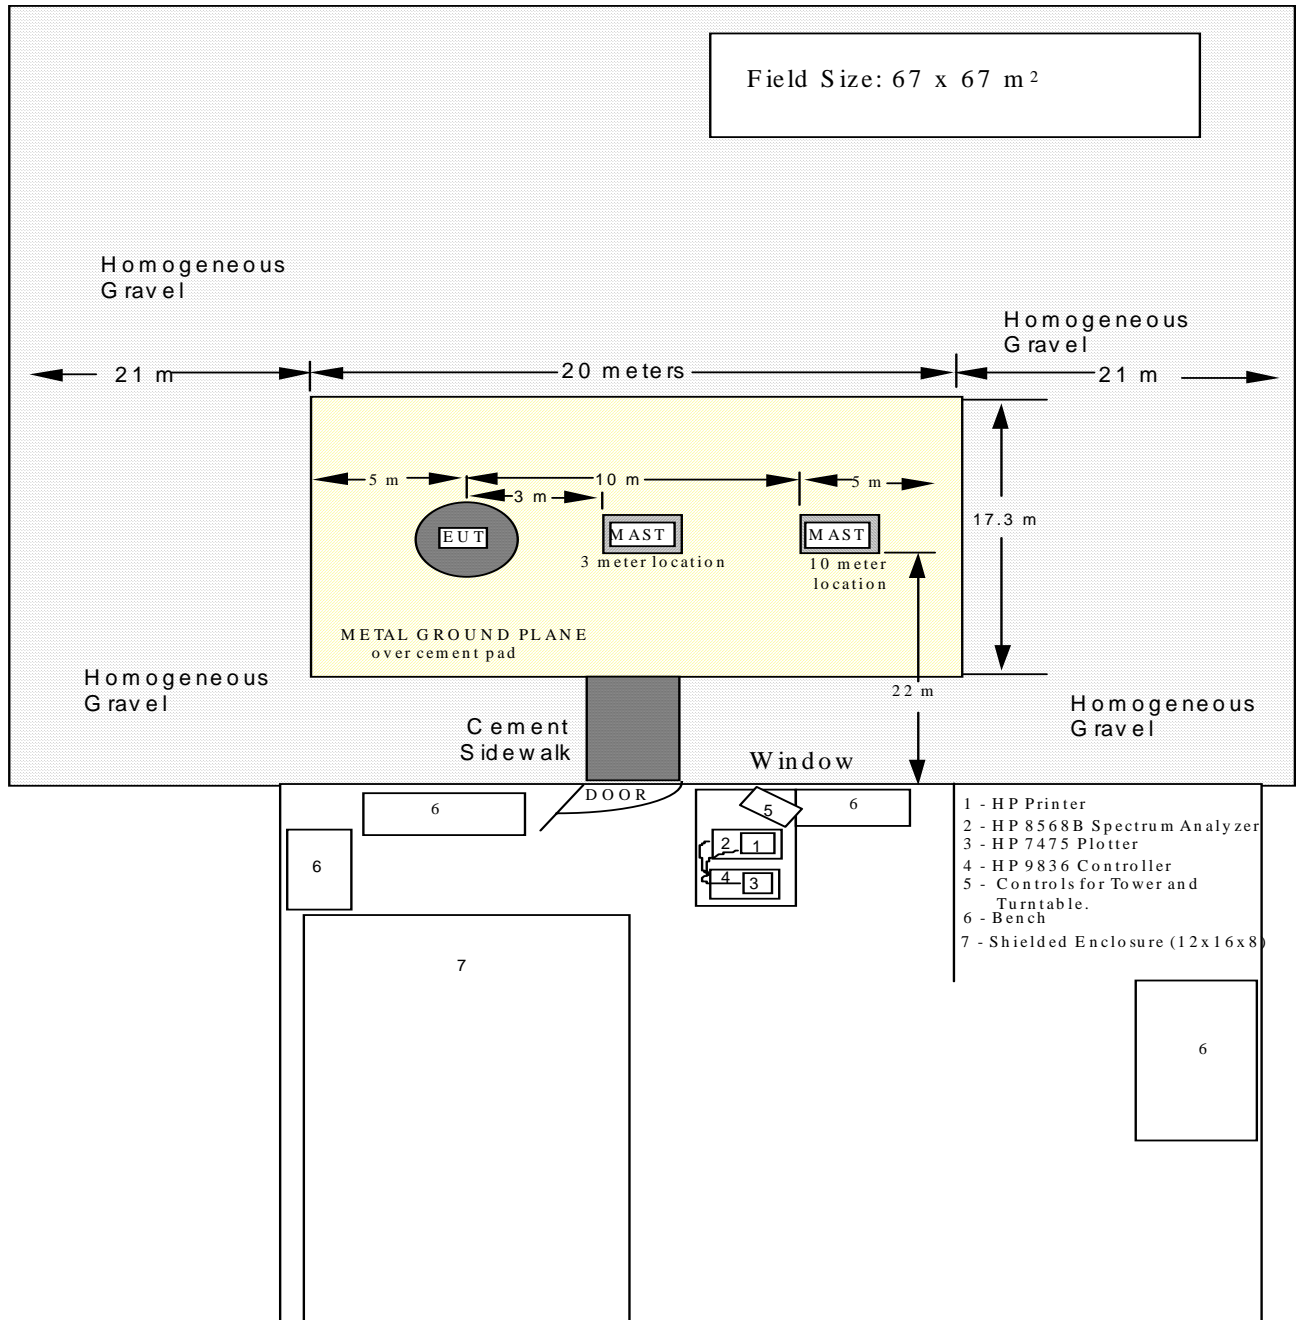 Field Size: 67 x 67 m²
Homogeneous
Gravel
Homogeneous
Gravel
21 m
20 meters
21 m
5 m
10 m
5 m
3 m
17.3 m
EUT
MAST
MAST
3 meter location
10 meter
location
METAL GROUND PLANE
over cement pad
Homogeneous
Gravel
22 m
Homogeneous
Gravel
Cement
Sidewalk
Window
DOOR
6
5
6
6
2
1
4
3
1 - HP Printer
2 - HP 8568B Spectrum Analyzer
3 - HP 7475 Plotter
4 - HP 9836 Controller
5 - Controls for Tower and
Turntable.
6 - Bench
7 - Shielded Enclosure (12x16x8)
7
6